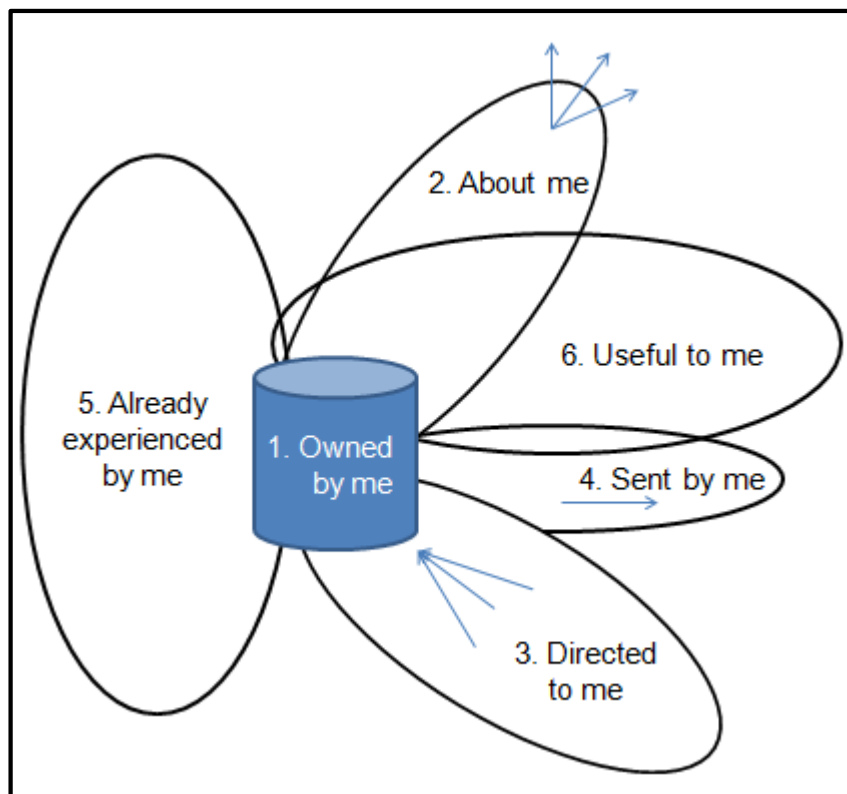 2. About me
6. Useful to me
5. Already
experienced
by me
1. Owned
by me
4. Sent by me
3. Directed
to me